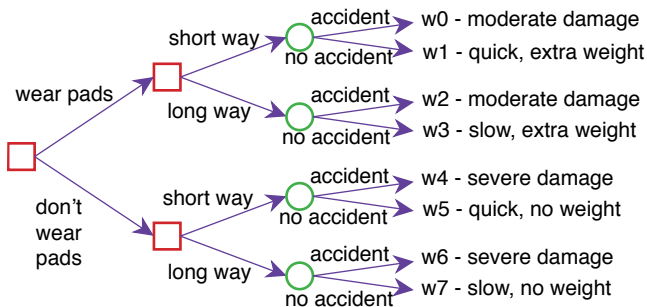 accident
w0 - moderate damage
short way
no accident
w1 - quick, extra weight
wear pads
accident
w2 - moderate damage
long way
no accident
w3 - slow, extra weight
don't
wear
pads
accident
w4 - severe damage
short way
no accident
w5 - quick, no weight
accident
w6 - severe damage
long way
no accident
w7 - slow, no weight